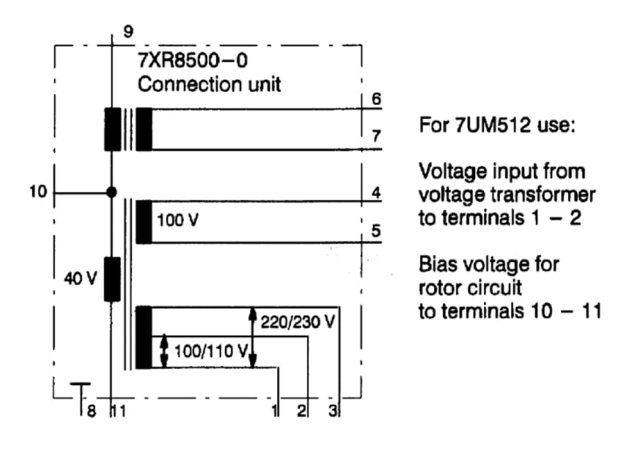 9
7XR8500-0
Connection unit
6
7
For 7UM512 use:
Voltage input from
voltage transformer
to terminals 1 – 2
10
4
100 V
5
40 V
Bias voltage for
rotor circuit
to terminals 10 – 11
220/230 V
100/110 V
8
11
1
2
3